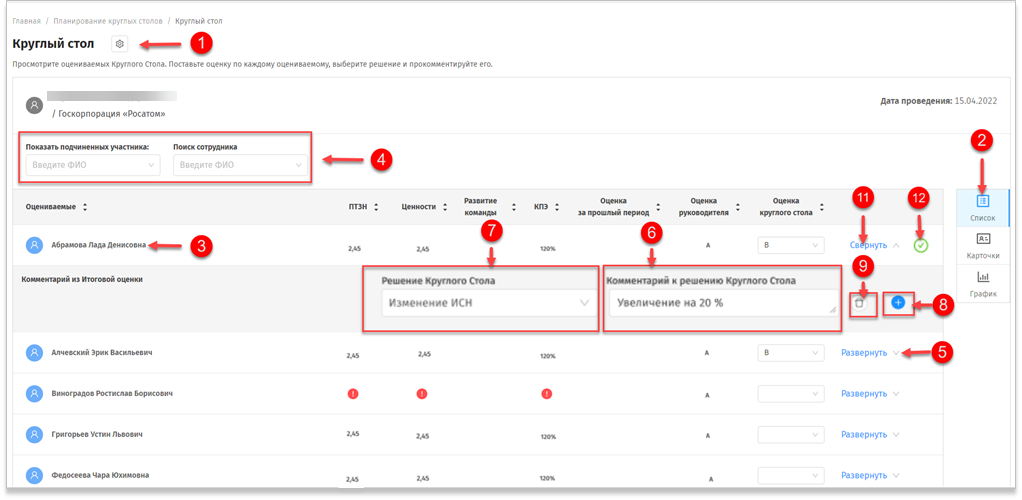 Главная / Планирование круглых столов / Круглый стол
Круглый стол 1
Просмотрите оцениваемых Круглого Стола. Поставьте оценку по каждому оцениваемому, выберите решение и прокомментируйте его.
/ Госкорпорация «Росатом»
Дата проведения: 15.04.2022
Показать подчиненных участника: Поиск сотрудника
Введите ФИО Введите ФИО 4
2
Оцениваемые ПТЗН Ценности Развитие команды КПЭ Оценка за прошлый период Оценка руководителя Оценка круглого стола 11 12
Список
7 6
Абрамова Лада Денисовна 3 2,45 2,45 120% A B Свернуть
Карточки
9
Комментарий из Итоговой оценки Решение Круглого Стола Комментарий к решению Круглого Стола
График
Изменение ИСН Увеличение на 20 % 8
Алчевский Эрик Васильевич 2,45 2,45 120% A B Развернуть 5
Виноградов Ростислав Борисович ! ! ! A Развернуть
Григорьев Устин Львович 2,45 2,45 120% A Развернуть
Федосеева Чара Юхимовна 2,45 2,45 120% A Развернуть